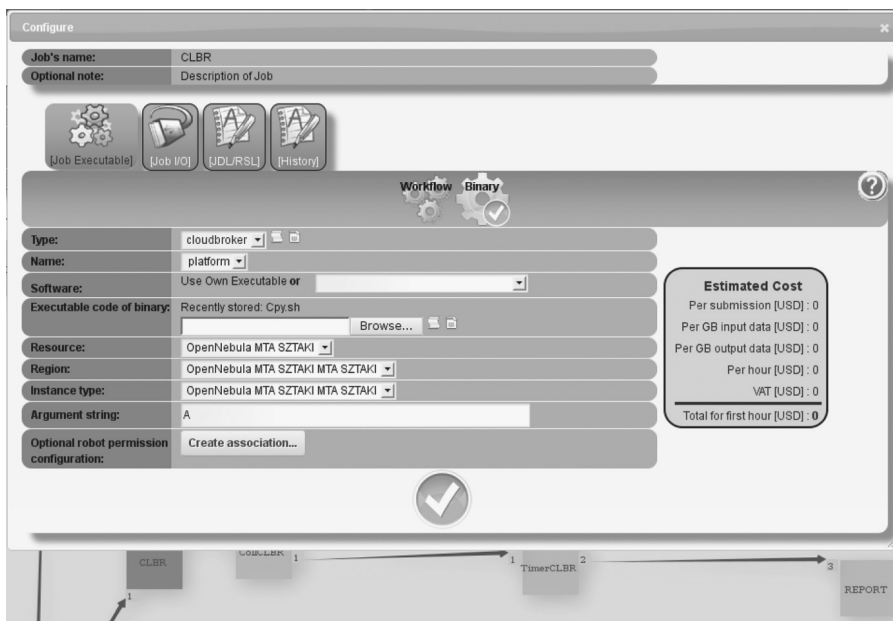 Configure
Job's name: CLBR
Optional note: Description of Job
[Job Executable] [Job I/O] [JDL/RSL] [History]
Workflow Binary
?
Type: cloudbroker
Name: platform
Software: Use Own Executable or
Executable code of binary: Recently stored: Cpy.sh
Browse...
Resource: OpenNebula MTA SZTAKI
Region: OpenNebula MTA SZTAKI MTA SZTAKI
Instance type: OpenNebula MTA SZTAKI MTA SZTAKI
Argument string: A
Optional robot permission configuration: Create association...
Estimated Cost
Per submission [USD] : 0
Per GB input data [USD] : 0
Per GB output data [USD] : 0
Per hour [USD] : 0
VAT [USD] : 0
Total for first hour [USD] : 0
CLBR
1
CollCLBR
1
1
TimerCLBR
2
3
REPORT